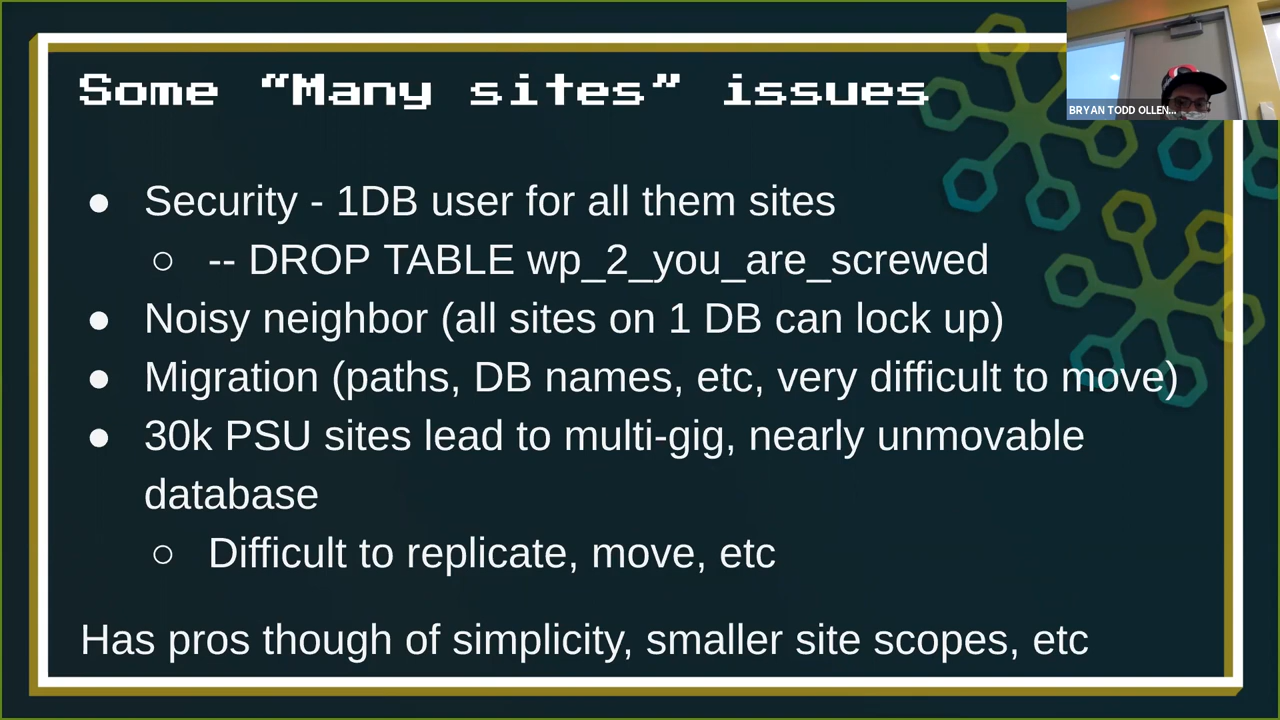 Some “Many sites” issues
BRYAN TODD OLLEN...
● Security - 1DB user for all them sites
○ -- DROP TABLE wp_2_you_are_screwed
● Noisy neighbor (all sites on 1 DB can lock up)
● Migration (paths, DB names, etc, very difficult to move)
● 30k PSU sites lead to multi-gig, nearly unmovable
database
○ Difficult to replicate, move, etc
Has pros though of simplicity, smaller site scopes, etc